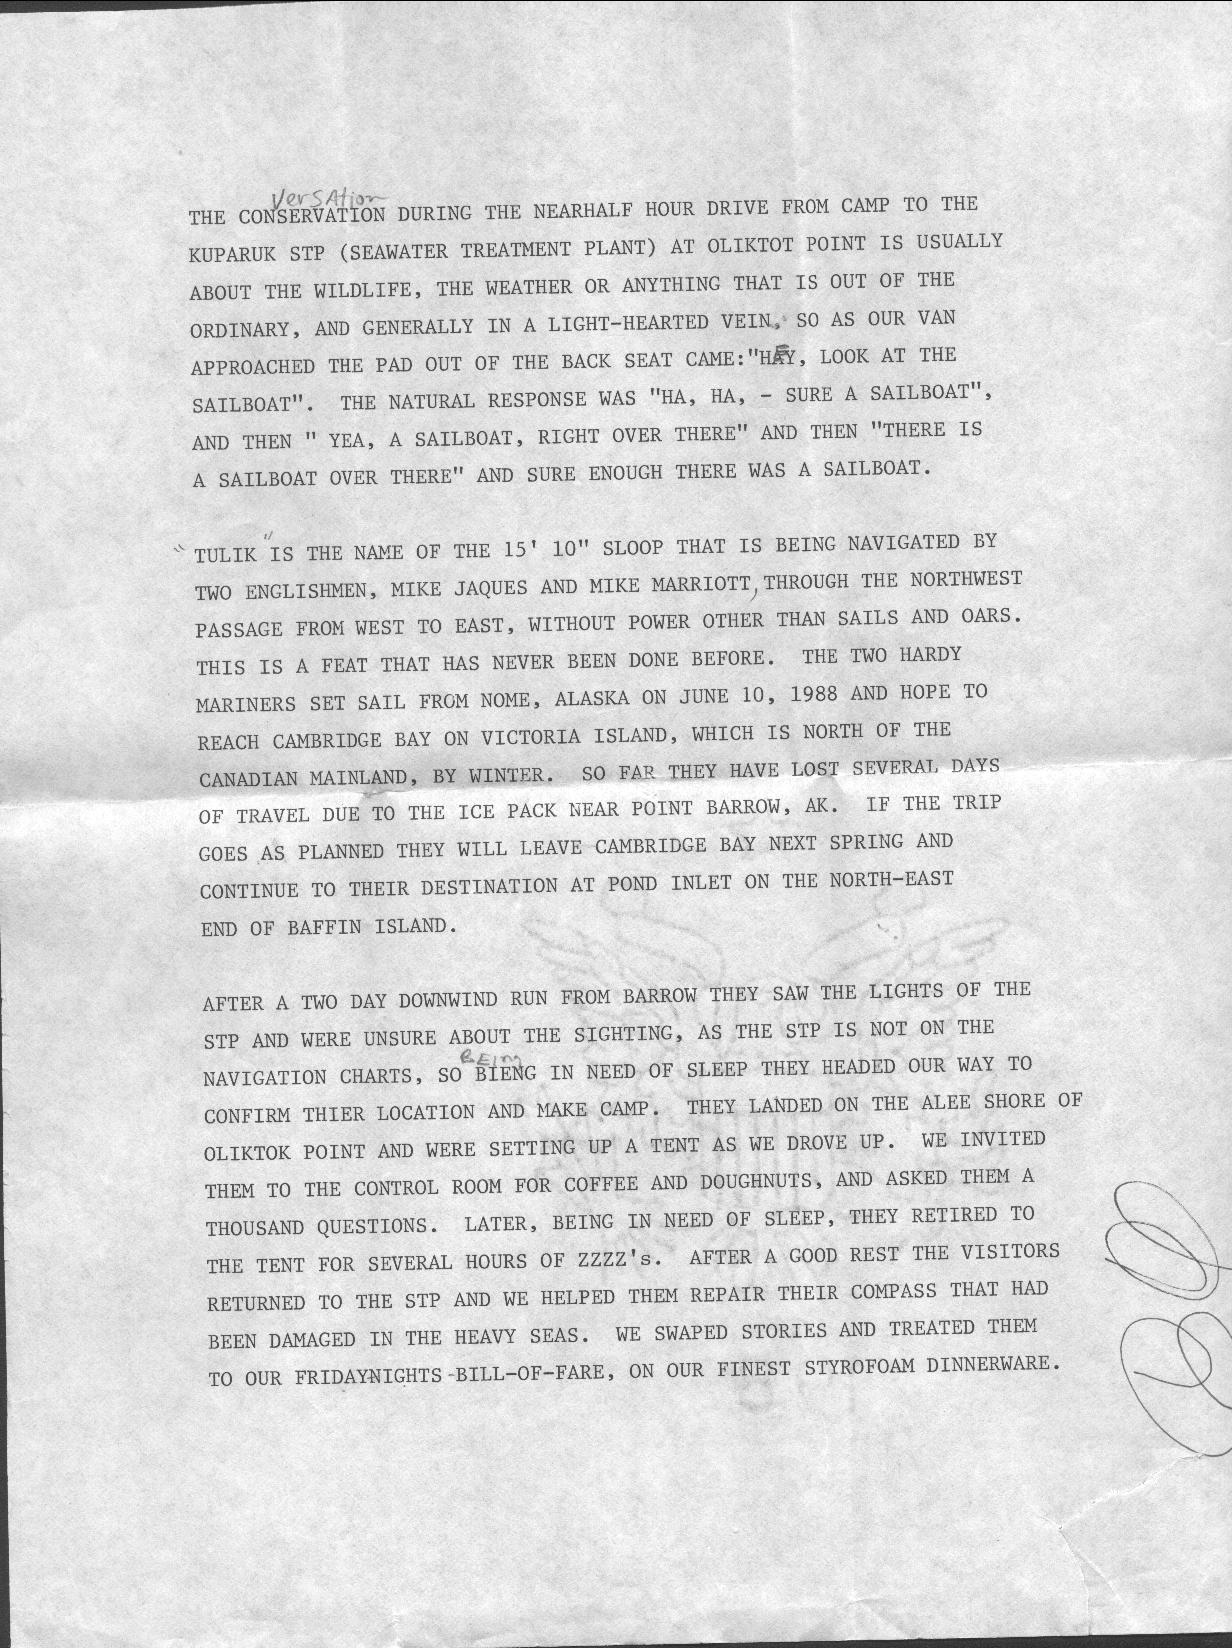 versation
THE CONSERVATION DURING THE NEARHALF HOUR DRIVE FROM CAMP TO THE
KUPARUK STP (SEAWATER TREATMENT PLANT) AT OLIKTOT POINT IS USUALLY
ABOUT THE WILDLIFE, THE WEATHER OR ANYTHING THAT IS OUT OF THE
ORDINARY, AND GENERALLY IN A LIGHT-HEARTED VEIN, SO AS OUR VAN
APPROACHED THE PAD OUT OF THE BACK SEAT CAME:"HEY, LOOK AT THE
SAILBOAT". THE NATURAL RESPONSE WAS "HA, HA, - SURE A SAILBOAT",
AND THEN " YEA, A SAILBOAT, RIGHT OVER THERE" AND THEN "THERE IS
A SAILBOAT OVER THERE" AND SURE ENOUGH THERE WAS A SAILBOAT.
"TULIK" IS THE NAME OF THE 15' 10" SLOOP THAT IS BEING NAVIGATED BY
TWO ENGLISHMEN, MIKE JAQUES AND MIKE MARRIOTT, THROUGH THE NORTHWEST
PASSAGE FROM WEST TO EAST, WITHOUT POWER OTHER THAN SAILS AND OARS.
THIS IS A FEAT THAT HAS NEVER BEEN DONE BEFORE. THE TWO HARDY
MARINERS SET SAIL FROM NOME, ALASKA ON JUNE 10, 1988 AND HOPE TO
REACH CAMBRIDGE BAY ON VICTORIA ISLAND, WHICH IS NORTH OF THE
CANADIAN MAINLAND, BY WINTER. SO FAR THEY HAVE LOST SEVERAL DAYS
OF TRAVEL DUE TO THE ICE PACK NEAR POINT BARROW, AK. IF THE TRIP
GOES AS PLANNED THEY WILL LEAVE CAMBRIDGE BAY NEXT SPRING AND
CONTINUE TO THEIR DESTINATION AT POND INLET ON THE NORTH-EAST
END OF BAFFIN ISLAND.
AFTER A TWO DAY DOWNWIND RUN FROM BARROW THEY SAW THE LIGHTS OF THE
STP AND WERE UNSURE ABOUT THE SIGHTING, AS THE STP IS NOT ON THE
BEING
NAVIGATION CHARTS, SO BIENG IN NEED OF SLEEP THEY HEADED OUR WAY TO
CONFIRM THIER LOCATION AND MAKE CAMP. THEY LANDED ON THE ALEE SHORE OF
OLIKTOK POINT AND WERE SETTING UP A TENT AS WE DROVE UP. WE INVITED
THEM TO THE CONTROL ROOM FOR COFFEE AND DOUGHNUTS, AND ASKED THEM A
THOUSAND QUESTIONS. LATER, BEING IN NEED OF SLEEP, THEY RETIRED TO
THE TENT FOR SEVERAL HOURS OF ZZZZ's. AFTER A GOOD REST THE VISITORS
RETURNED TO THE STP AND WE HELPED THEM REPAIR THEIR COMPASS THAT HAD
BEEN DAMAGED IN THE HEAVY SEAS. WE SWAPED STORIES AND TREATED THEM
TO OUR FRIDAY-NIGHTS -BILL-OF-FARE, ON OUR FINEST STYROFOAM DINNERWARE.